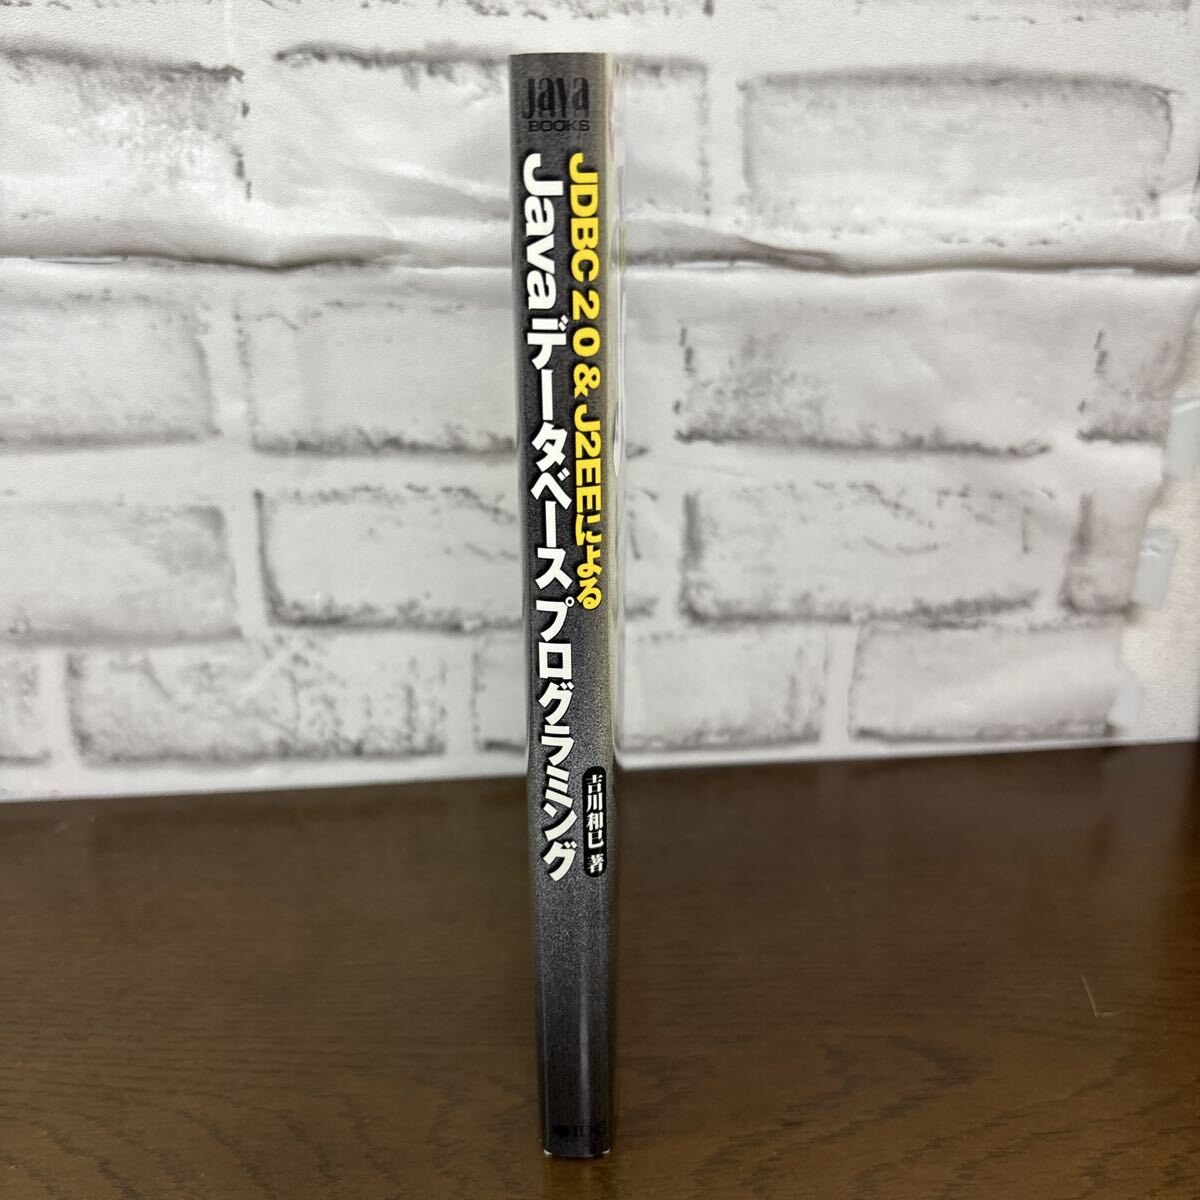 Java
BOOKS
JDBC 2.0 & J2EEによる
Javaデータベースプログラミング
吉川和巳 著
IDG